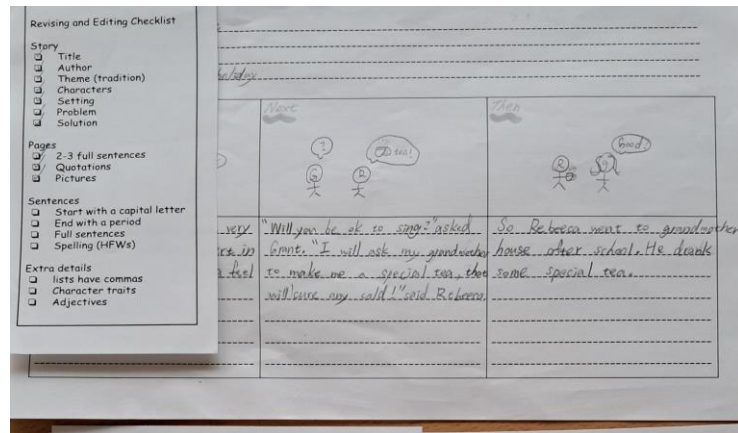 Revising and Editing Checklist
Story
Title
Author
Theme (tradition)
Characters
Setting
Problem
Solution
Pages
2-3 full sentences
Quotations
Pictures
Sentences
Start with a capital letter
End with a period
Full sentences
Spelling (HFWs)
Extra details
lists have commas
Character traits
Adjectives
very
in
feel
Next
?
tea!
G
R
"Will you be ok to sing?" asked
Grant. "I will ask my grandmother
to make me a special tea, that
will cure my cold!" said Rebecca
Then
Good?
R
g
So Rebecca went to grandmother
house after school. He drank
some special tea.